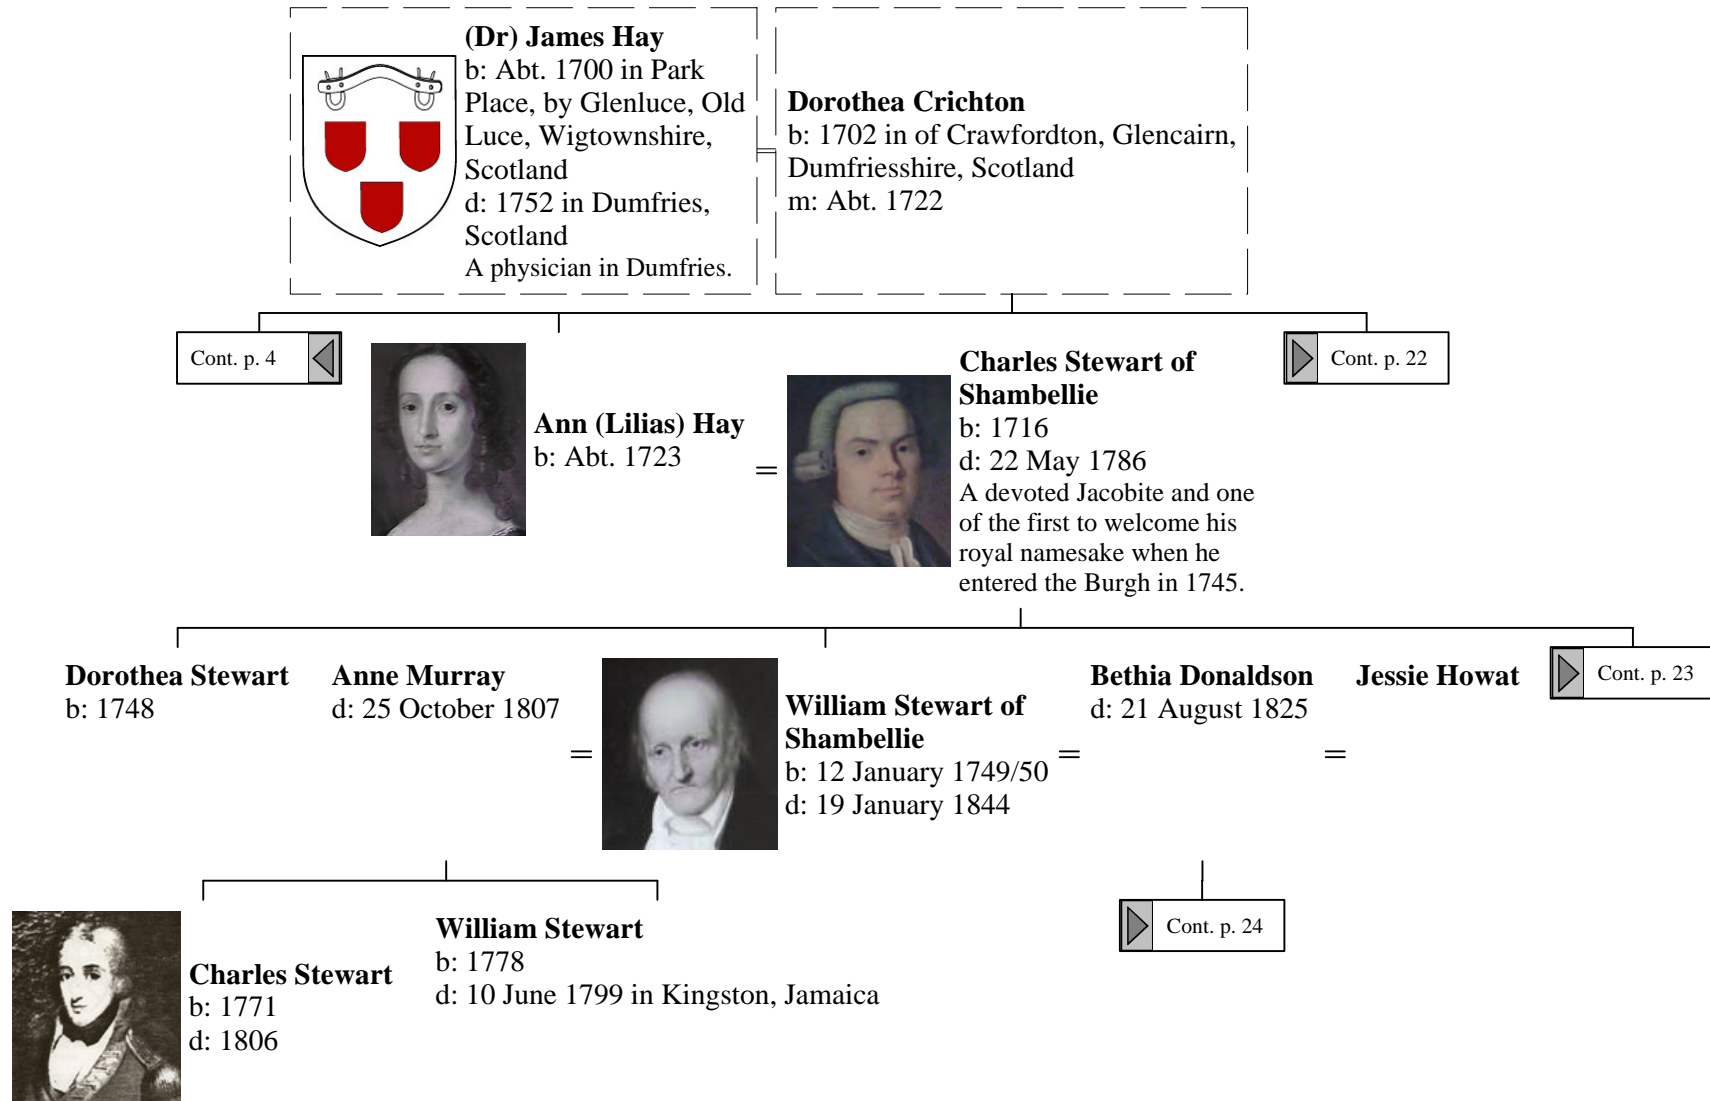 (Dr) James Hay
b: Abt. 1700 in Park
Place, by Glenluce, Old
Luce, Wigtownshire,
Scotland
d: 1752 in Dumfries,
Scotland
A physician in Dumfries.
Dorothea Crichton
b: 1702 in of Crawfordton, Glencairn,
Dumfriesshire, Scotland
m: Abt. 1722
=
Cont. p. 4
Ann (Lilias) Hay
b: Abt. 1723
=
Charles Stewart of
Shambellie
b: 1716
d: 22 May 1786
A devoted Jacobite and one
of the first to welcome his
royal namesake when he
entered the Burgh in 1745.
Cont. p. 22
Dorothea Stewart
b: 1748
Anne Murray
d: 25 October 1807
=
William Stewart of
Shambellie
b: 12 January 1749/50
d: 19 January 1844
=
Bethia Donaldson
d: 21 August 1825
=
Jessie Howat
Cont. p. 23
Charles Stewart
b: 1771
d: 1806
William Stewart
b: 1778
d: 10 June 1799 in Kingston, Jamaica
Cont. p. 24